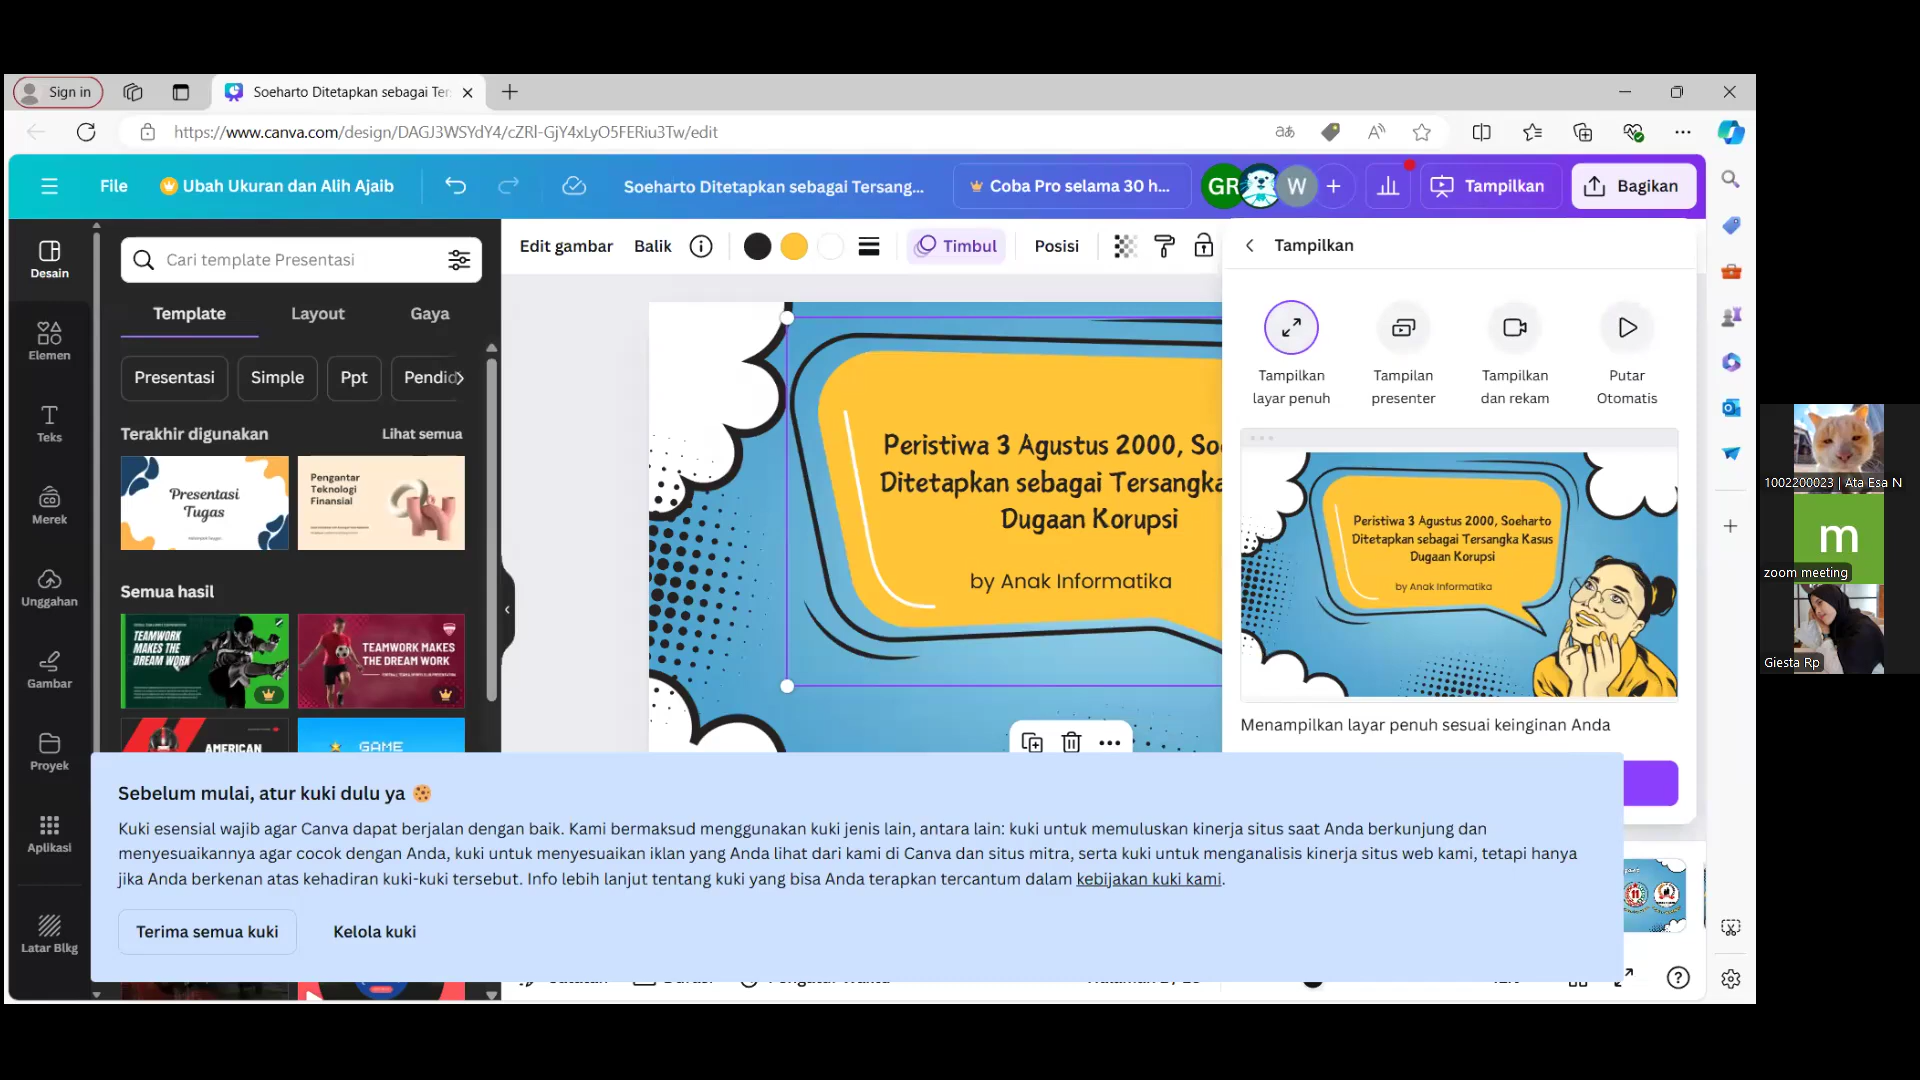 Sign in
Soeharto Ditetapkan sebagai Ter
https://www.canva.com/design/DAGJ3WSYdY4/cZRl-GjY4xLyO5FERiu3Tw/edit
File
Ubah Ukuran dan Alih Ajaib
Soeharto Ditetapkan sebagai Tersang...
Coba Pro selama 30 h...
GR
W
Tampilkan
Bagikan
Desain
Elemen
Teks
Merek
Unggahan
Gambar
Proyek
Aplikasi
Latar Blkg
Cari template Presentasi
Template
Layout
Gaya
Presentasi
Simple
Ppt
Pendid
Terakhir digunakan
Lihat semua
Presentasi
Tugas
Pengantar
Teknologi
Finansial
Semua hasil
TEAMWORK
MAKES THE
DREAM WORK
TEAMWORK MAKES
THE DREAM WORK
AMERICAN
GAME
Edit gambar
Balik
Timbul
Posisi
Peristiwa 3 Agustus 2000, So
Ditetapkan sebagai Tersangka
Dugaan Korupsi
by Anak Informatika
Tampilkan
Tampilkan
layar penuh
Tampilan
presenter
Tampilkan
dan rekam
Putar
Otomatis
Peristiwa 3 Agustus 2000, Soeharto
Ditetapkan sebagai Tersangka Kasus
Dugaan Korupsi
by Anak Informatika
Menampilkan layar penuh sesuai keinginan Anda
Sebelum mulai, atur kuki dulu ya
Kuki esensial wajib agar Canva dapat berjalan dengan baik. Kami bermaksud menggunakan kuki jenis lain, antara lain: kuki untuk memuluskan kinerja situs saat Anda berkunjung dan
menyesuaikannya agar cocok dengan Anda, kuki untuk menyesuaikan iklan yang Anda lihat dari kami di Canva dan situs mitra, serta kuki untuk menganalisis kinerja situs web kami, tetapi hanya
jika Anda berkenan atas kehadiran kuki-kuki tersebut. Info lebih lanjut tentang kuki yang bisa Anda terapkan tercantum dalam kebijakan kuki kami.
Terima semua kuki
Kelola kuki
1002200023 | Ata Esa N
m
zoom meeting
Giesta Rp